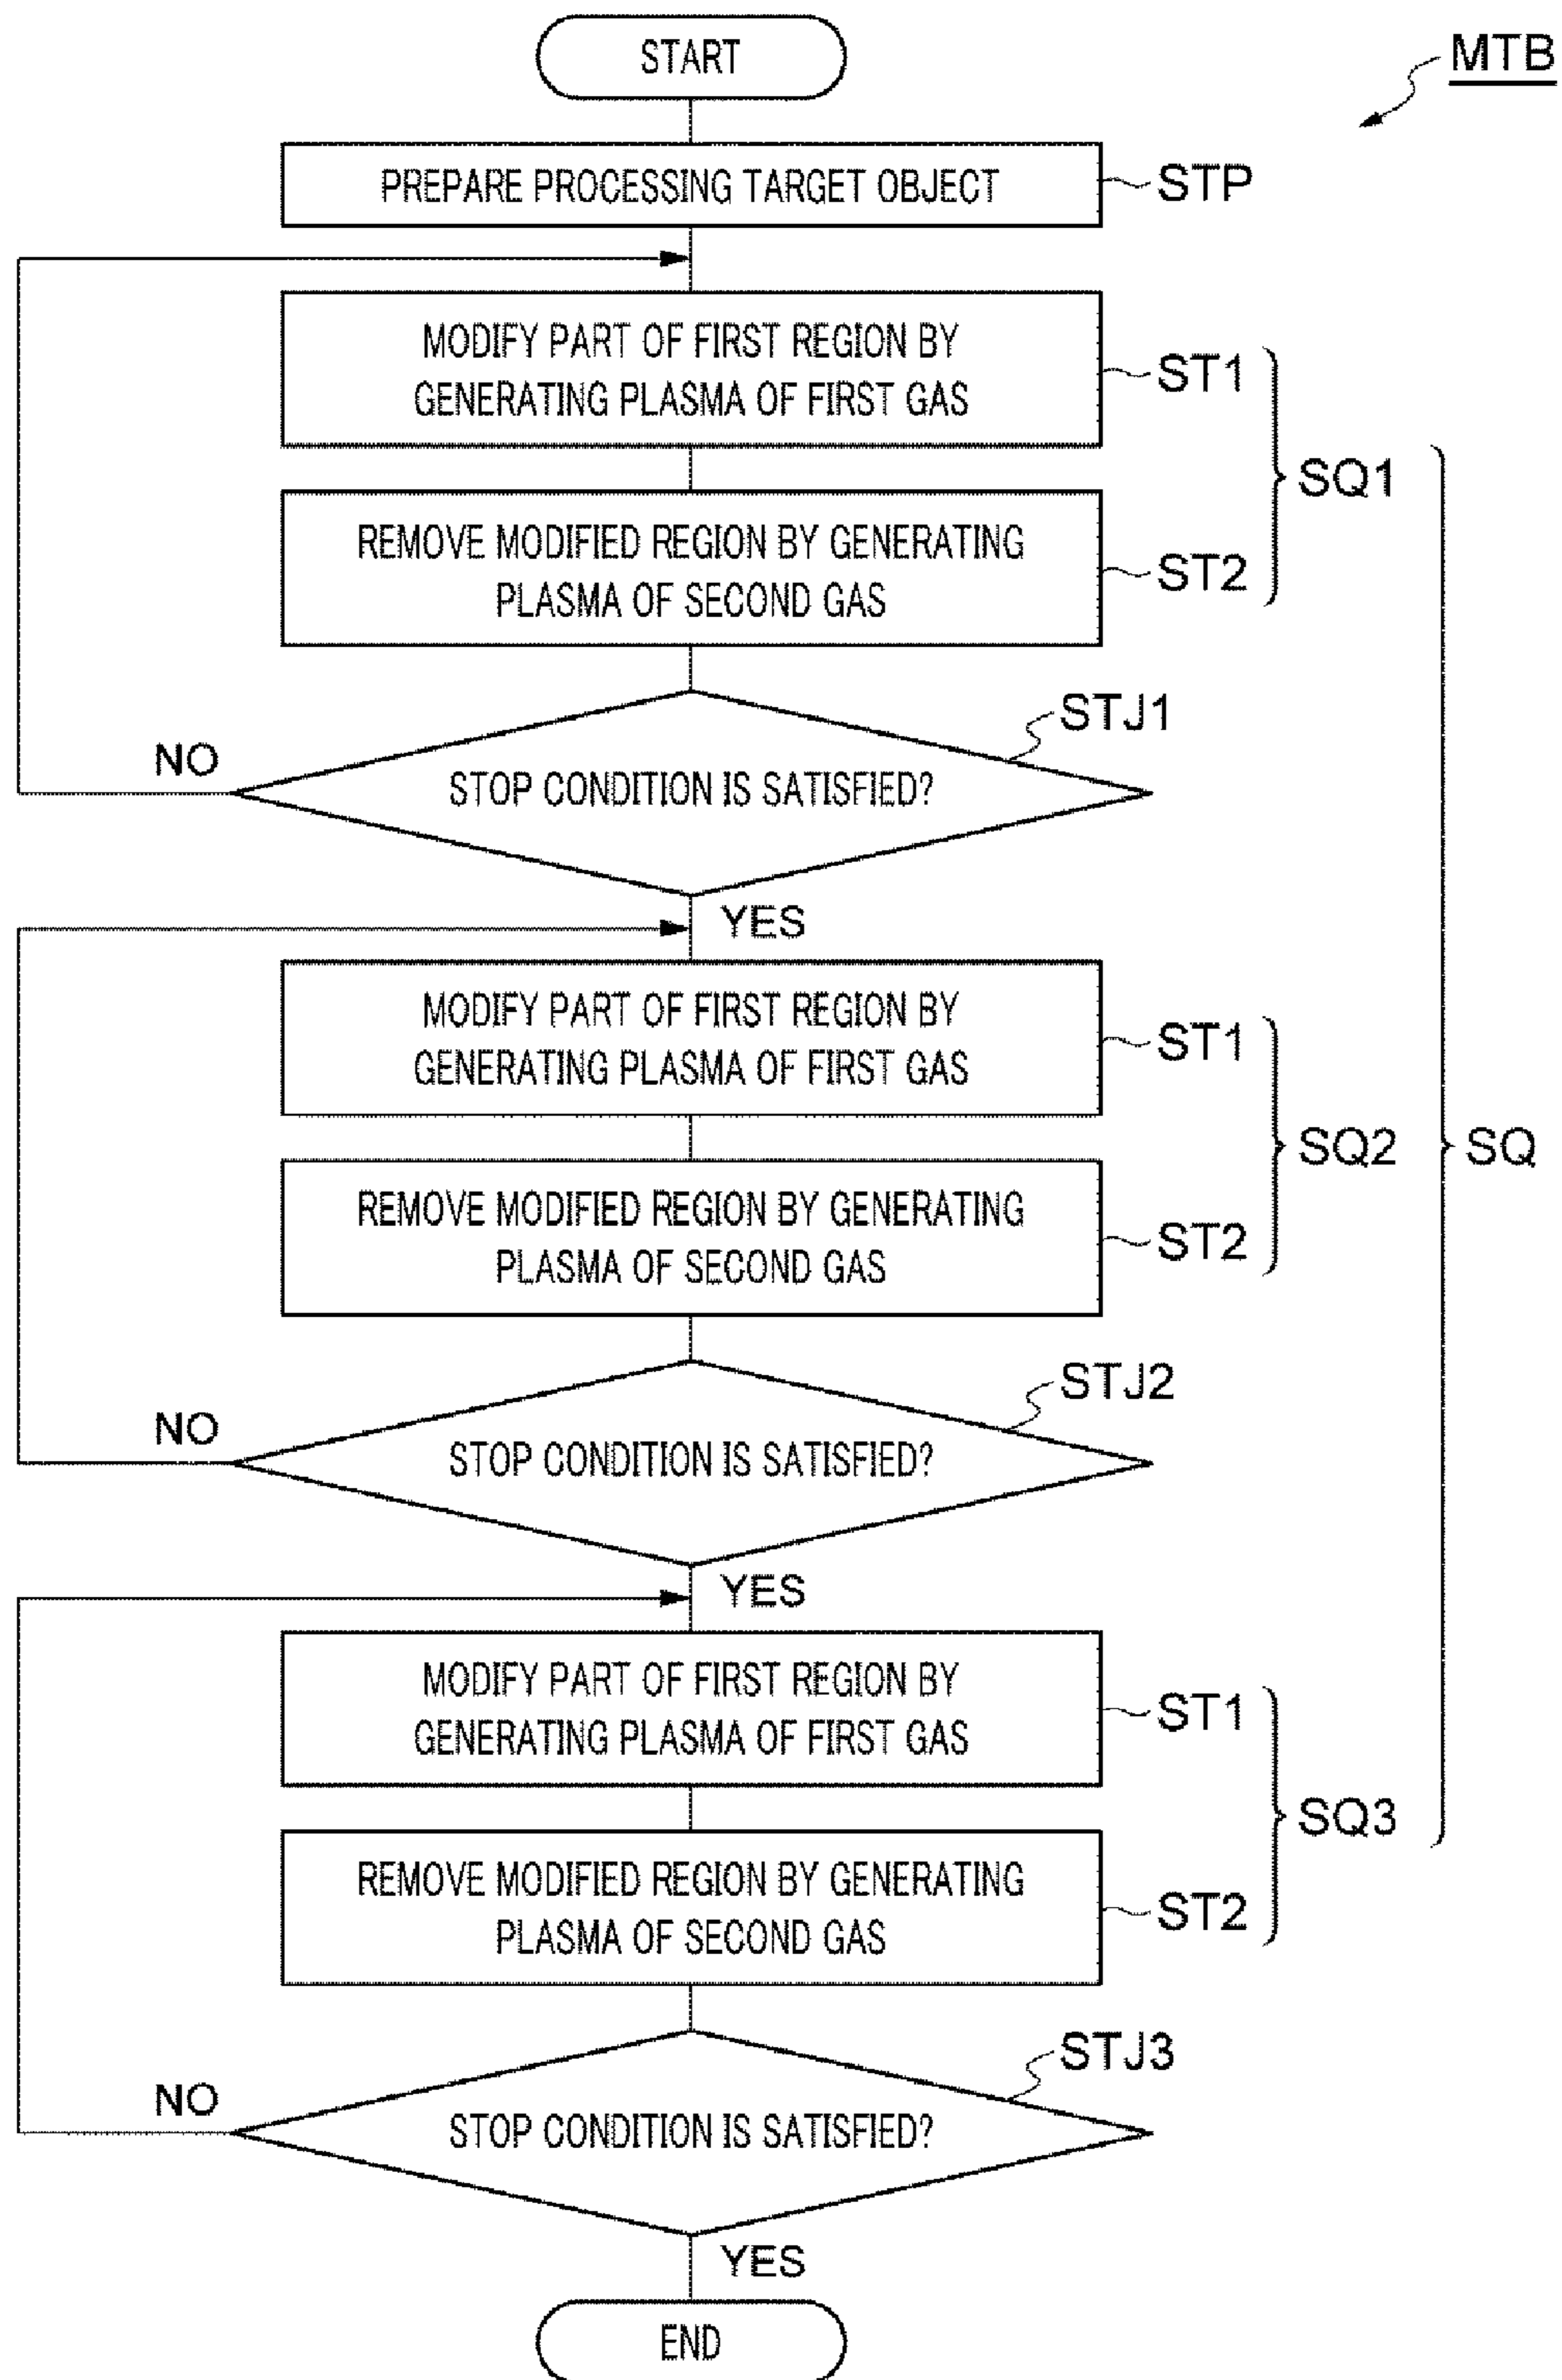 START
MTB
PREPARE PROCESSING TARGET OBJECT
STP
MODIFY PART OF FIRST REGION BY
GENERATING PLASMA OF FIRST GAS
ST1
SQ1
REMOVE MODIFIED REGION BY GENERATING
PLASMA OF SECOND GAS
ST2
STJ1
NO
STOP CONDITION IS SATISFIED?
YES
MODIFY PART OF FIRST REGION BY
GENERATING PLASMA OF FIRST GAS
ST1
SQ2
SQ
REMOVE MODIFIED REGION BY GENERATING
PLASMA OF SECOND GAS
ST2
STJ2
NO
STOP CONDITION IS SATISFIED?
YES
MODIFY PART OF FIRST REGION BY
GENERATING PLASMA OF FIRST GAS
ST1
SQ3
REMOVE MODIFIED REGION BY GENERATING
PLASMA OF SECOND GAS
ST2
STJ3
NO
STOP CONDITION IS SATISFIED?
YES
END